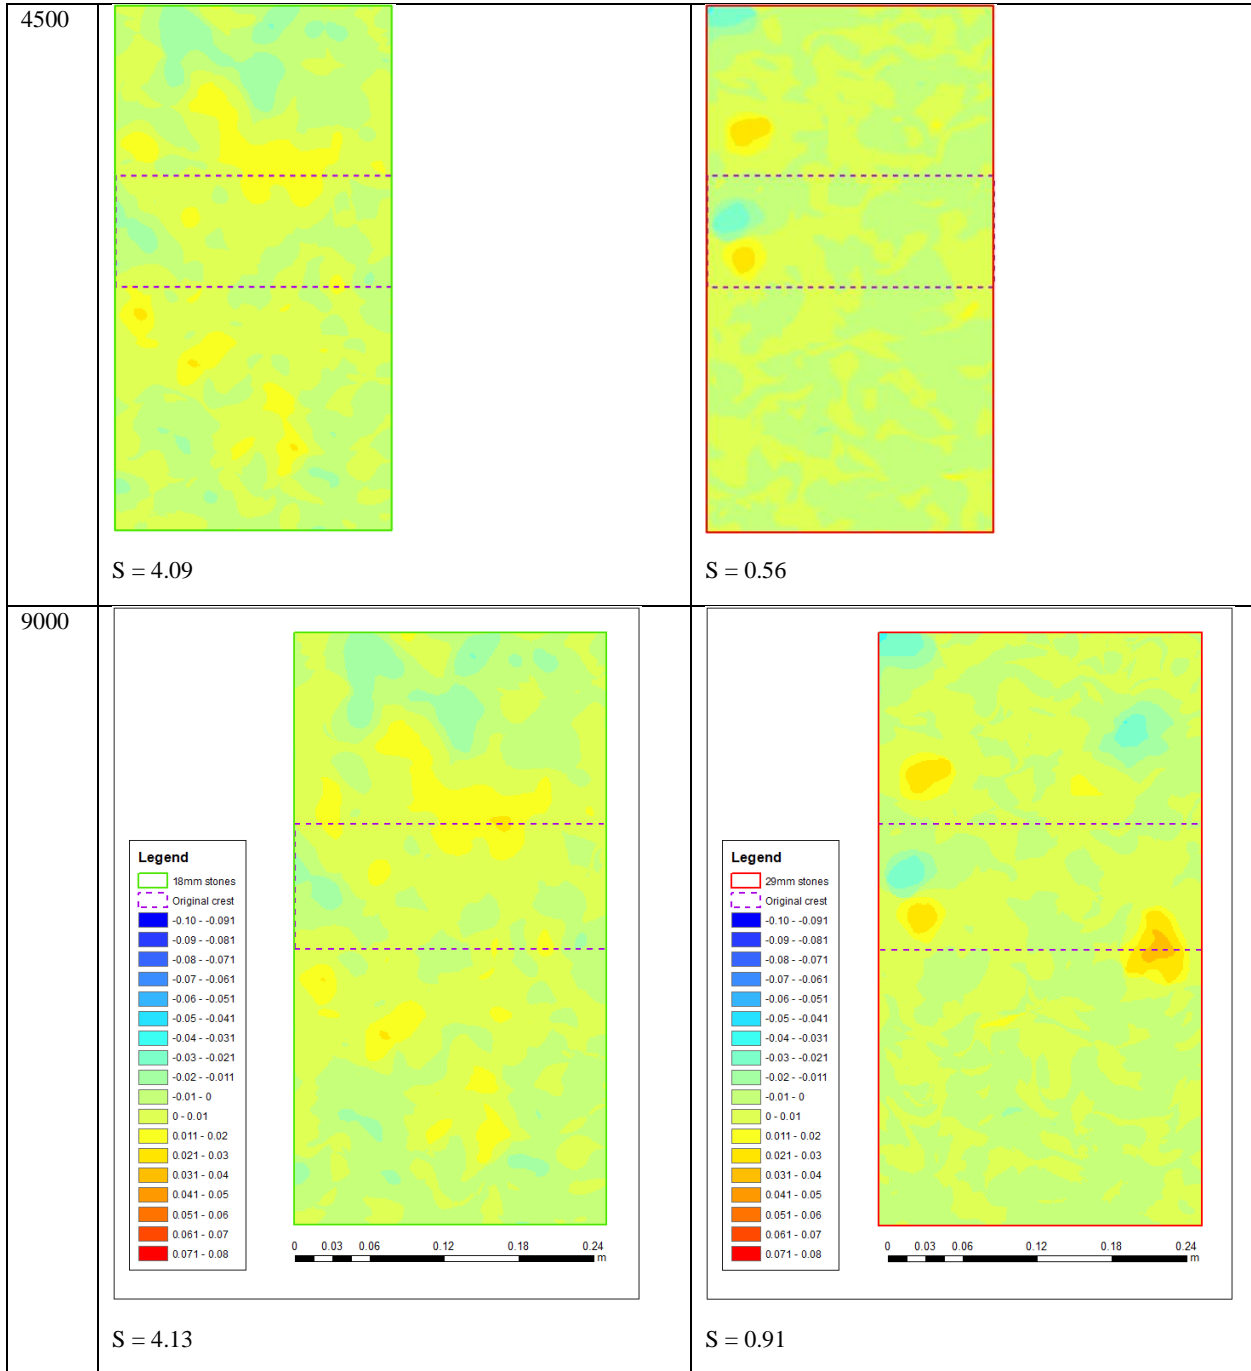 4500
S = 4.09
S = 0.56
9000
Legend
18mm stones
Original crest
-0.10 - -0.091
-0.09 - -0.081
-0.08 - -0.071
-0.07 - -0.061
-0.06 - -0.051
-0.05 - -0.041
-0.04 - -0.031
-0.03 - -0.021
-0.02 - -0.011
-0.01 - 0
0 - 0.01
0.011 - 0.02
0.021 - 0.03
0.031 - 0.04
0.041 - 0.05
0.051 - 0.06
0.061 - 0.07
0.071 - 0.08
0 0.03 0.06 0.12 0.18 0.24
m
S = 4.13
Legend
29mm stones
Original crest
-0.10 - -0.091
-0.09 - -0.081
-0.08 - -0.071
-0.07 - -0.061
-0.06 - -0.051
-0.05 - -0.041
-0.04 - -0.031
-0.03 - -0.021
-0.02 - -0.011
-0.01 - 0
0 - 0.01
0.011 - 0.02
0.021 - 0.03
0.031 - 0.04
0.041 - 0.05
0.051 - 0.06
0.061 - 0.07
0.071 - 0.08
0 0.03 0.06 0.12 0.18 0.24
m
S = 0.91